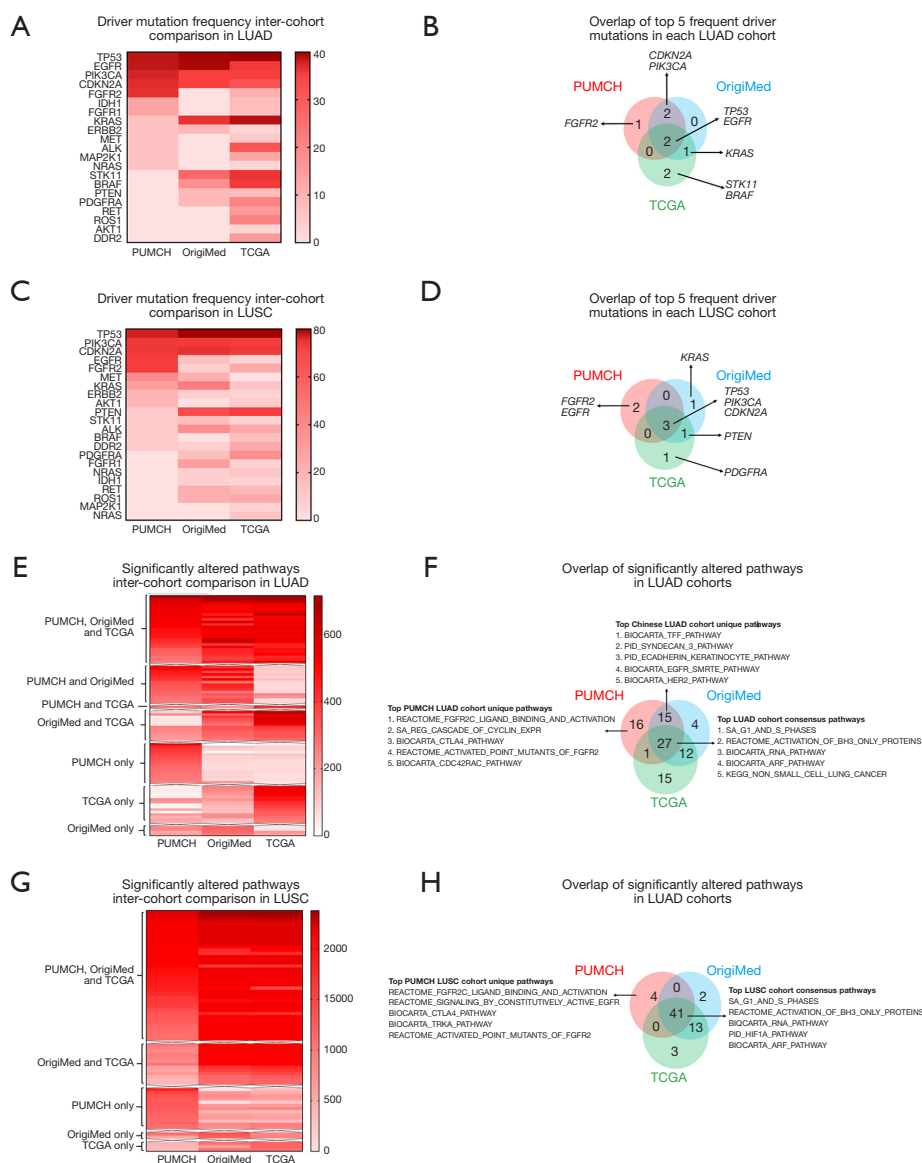 A
Driver mutation frequency inter-cohort
comparison in LUAD
TP53
EGFR
PIK3CA
CDKN2A
FGFR2
IDH1
FGFR1
KRAS
ERBB2
MET
ALK
MAP2K1
NRAS
STK11
BRAF
PTEN
PDGFRA
RET
ROS1
AKT1
DDR2
40
30
20
10
0
PUMCH OrigiMed TCGA
B
Overlap of top 5 frequent driver
mutations in each LUAD cohort
CDKN2A
PIK3CA
PUMCH
OrigiMed
FGFR2
1
2
0
TP53
EGFR
2
0
1
KRAS
2
STK11
BRAF
TCGA
C
Driver mutation frequency inter-cohort
comparison in LUSC
TP53
PIK3CA
CDKN2A
EGFR
FGFR2
MET
KRAS
ERBB2
AKT1
PTEN
STK11
ALK
BRAF
DDR2
PDGFRA
FGFR1
NRAS
IDH1
RET
ROS1
MAP2K1
NRAS
80
60
40
20
0
PUMCH OrigiMed TCGA
D
Overlap of top 5 frequent driver
mutations in each LUSC cohort
KRAS
PUMCH
OrigiMed
FGFR2
EGFR
2
0
1
TP53
PIK3CA
CDKN2A
3
0
1
PTEN
1
PDGFRA
TCGA
E
Significantly altered pathways
inter-cohort comparison in LUAD
PUMCH, OrigiMed
and TCGA
PUMCH and OrigiMed
PUMCH and TCGA
OrigiMed and TCGA
PUMCH only
TCGA only
OrigiMed only
600
400
200
0
PUMCH OrigiMed TCGA
F
Overlap of significantly altered pathways
in LUAD cohorts
Top Chinese LUAD cohort unique pathways
1. BIOCARTA_TFF_PATHWAY
2. PID_SYNDECAN_3_PATHWAY
3. PID_ECADHERIN_KERATINOCYTE_PATHWAY
4. BIOCARTA_EGFR_SMRTE_PATHWAY
5. BIOCARTA_HER2_PATHWAY
PUMCH
OrigiMed
Top PUMCH LUAD cohort unique pathways
1. REACTOME_FGFR2C_LIGAND_BINDING_AND_ACTIVATION
2. SA_REG_CASCADE_OF_CYCLIN_EXPR
3. BIOCARTA_CTLA4_PATHWAY
4. REACTOME_ACTIVATED_POINT_MUTANTS_OF_FGFR2
5. BIOCARTA_CDC42RAC_PATHWAY
16
15
4
27
1
12
15
TCGA
Top LUAD cohort consensus pathways
1. SA_G1_AND_S_PHASES
2. REACTOME_ACTIVATION_OF_BH3_ONLY_PROTEINS
3. BIOCARTA_RNA_PATHWAY
4. BIOCARTA_ARF_PATHWAY
5. KEGG_NON_SMALL_CELL_LUNG_CANCER
G
Significantly altered pathways
inter-cohort comparison in LUSC
PUMCH, OrigiMed
and TCGA
OrigiMed and TCGA
PUMCH only
OrigiMed only
TCGA only
2000
15000
1000
500
0
PUMCH OrigiMed TCGA
H
Overlap of significantly altered pathways
in LUAD cohorts
PUMCH
OrigiMed
Top PUMCH LUSC cohort unique pathways
REACTOME_FGFR2C_LIGAND_BINDING_AND_ACTIVATION
REACTOME_SIGNALING_BY_CONSTITUTIVELY_ACTIVE_EGFR
BIOCARTA_CTLA4_PATHWAY
BIOCARTA_TRKA_PATHWAY
REACTOME_ACTIVATED_POINT_MUTANTS_OF_FGFR2
4
0
2
41
0
13
3
TCGA
Top LUSC cohort consensus pathways
SA_G1_AND_S_PHASES
REACTOME_ACTIVATION_OF_BH3_ONLY_PROTEINS
BIQCARTA_RNA_PATHWAY
PID_HIF1A_PATHWAY
BIOCARTA_ARF_PATHWAY